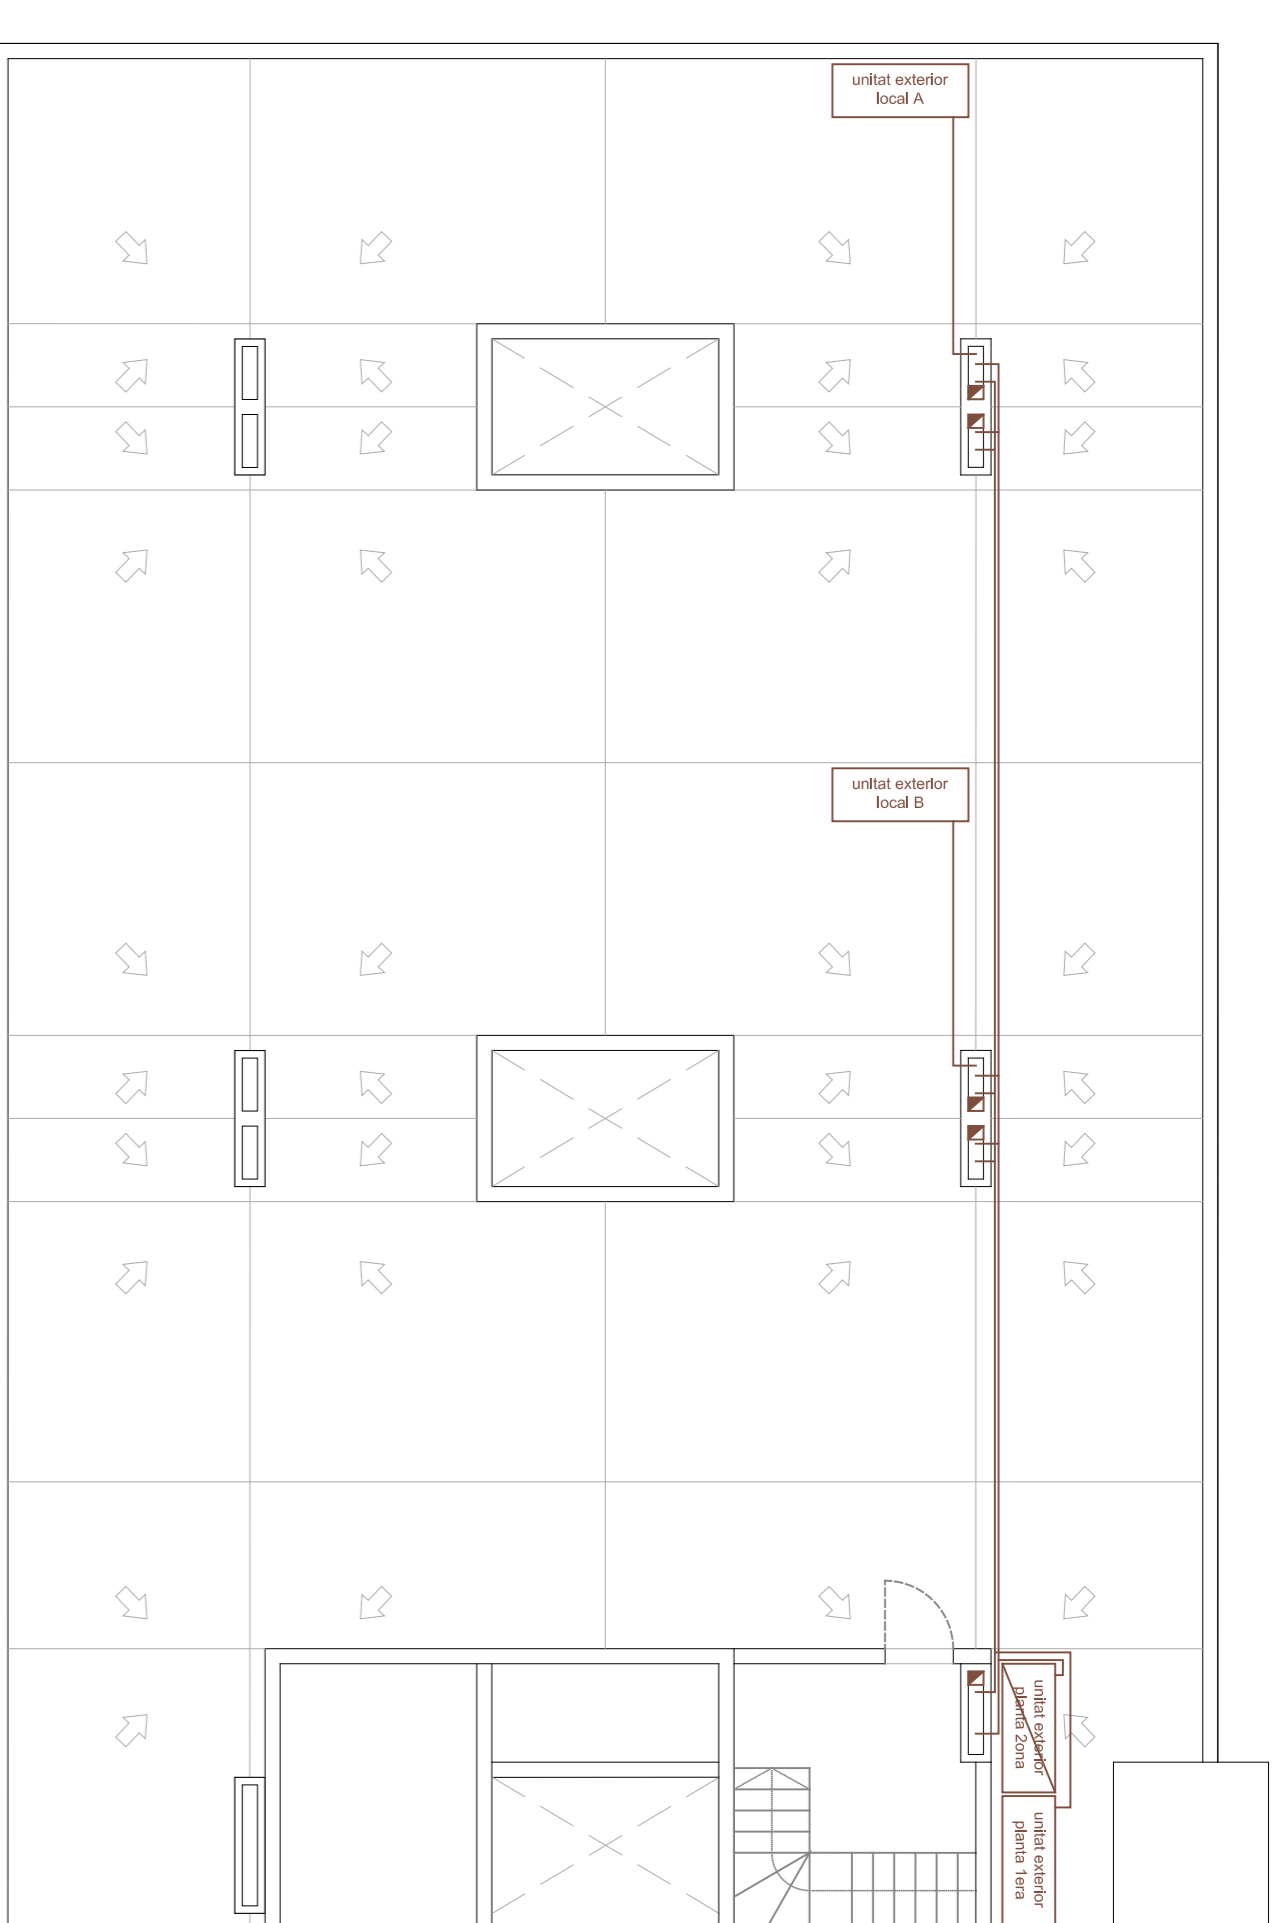 unitat exterior
local A
unitat exterior
local B
unitat exterior
planta 2ona
unitat exterior
planta 1era